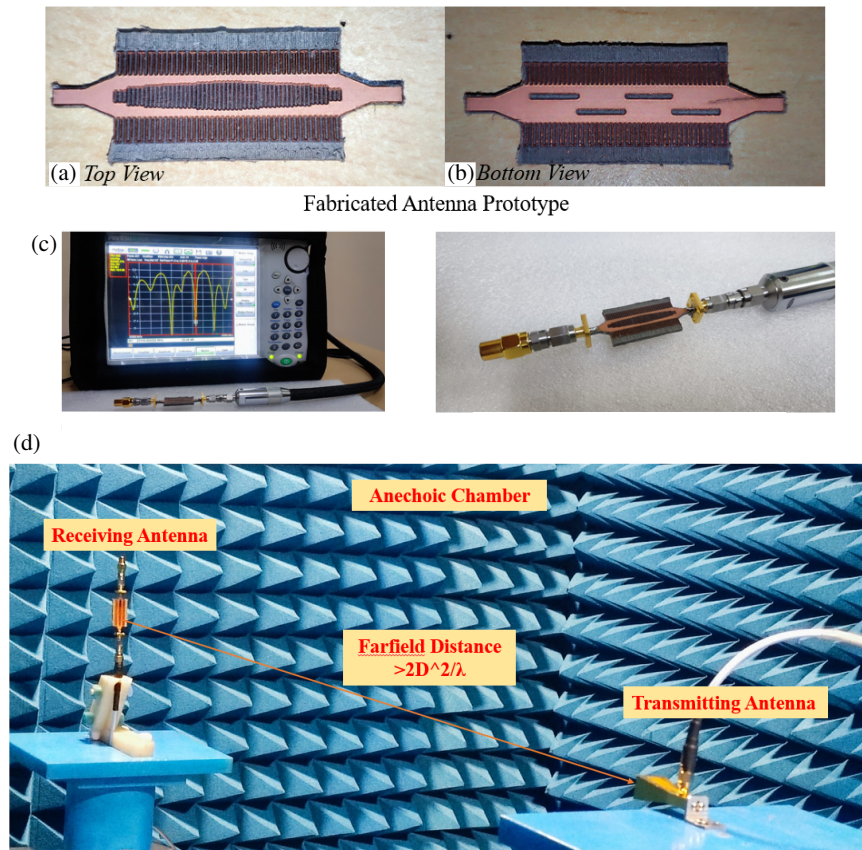 (a) Top View
(b) Bottom View
Fabricated Antenna Prototype
(c)
(d)
Anechoic Chamber
Receiving Antenna
Farfield Distance
>2D^2/λ
Transmitting Antenna